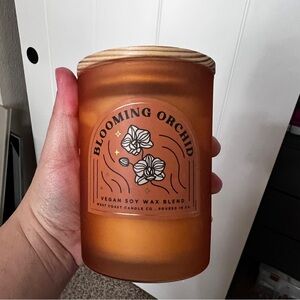 BLOOMING ORCHID
VEGAN SOY WAX BLEND
WEST COAST CANDLE CO. - POURED IN CA.